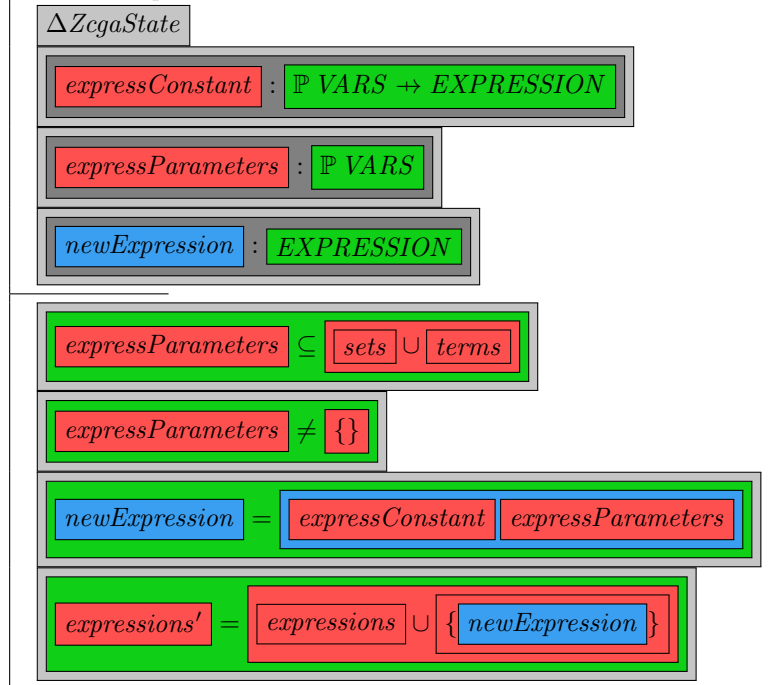 ΔZcgaState
expressConstant : ℙ VARS ⇸ EXPRESSION
expressParameters : ℙ VARS
newExpression : EXPRESSION
expressParameters ⊆ sets ∪ terms
expressParameters ≠ {}
newExpression = expressConstant expressParameters
expressions′ = expressions ∪ { newExpression }